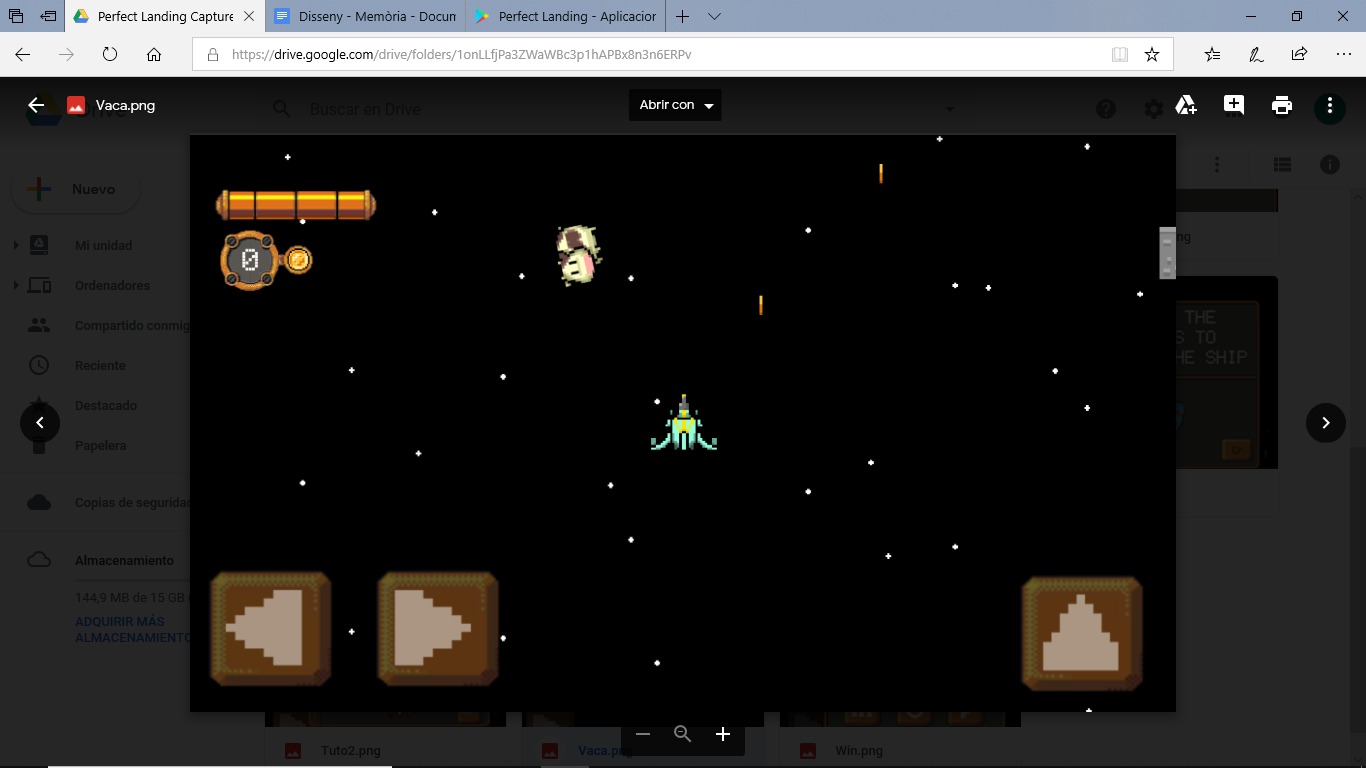 Perfect Landing Capture
Disseny - Memòria - Docum
Perfect Landing - Aplicacion
https://drive.google.com/drive/folders/1onLLfjPa3ZWaWBc3p1hAPBx8n3n6ERPv
Vaca.png
Buscar en Drive
Abrir con
Nuevo
Mi unidad
Ordenadores
Compartido conmig
Reciente
Destacado
Papelera
Copias de seguridad
Almacenamiento
144,9 MB de 15 GB
ADQUIRIR MÁS
ALMACENAMIENTO
0
ng
THE
S TO
HE SHIP
Tuto2.png
Vaca.png
Win.png